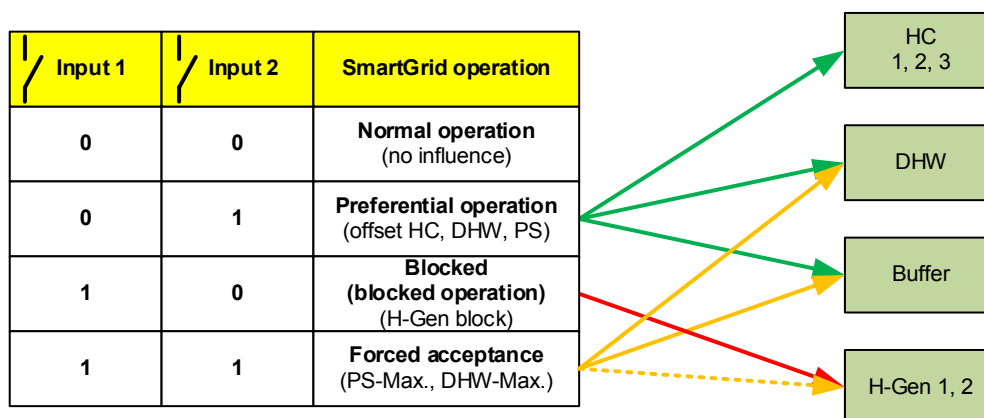 Input 1
Input 2
SmartGrid operation
0
0
Normal operation
(no influence)
0
1
Preferential operation
(offset HC, DHW, PS)
1
0
Blocked
(blocked operation)
(H-Gen block)
1
1
Forced acceptance
(PS-Max., DHW-Max.)
HC
1, 2, 3
DHW
Buffer
H-Gen 1, 2